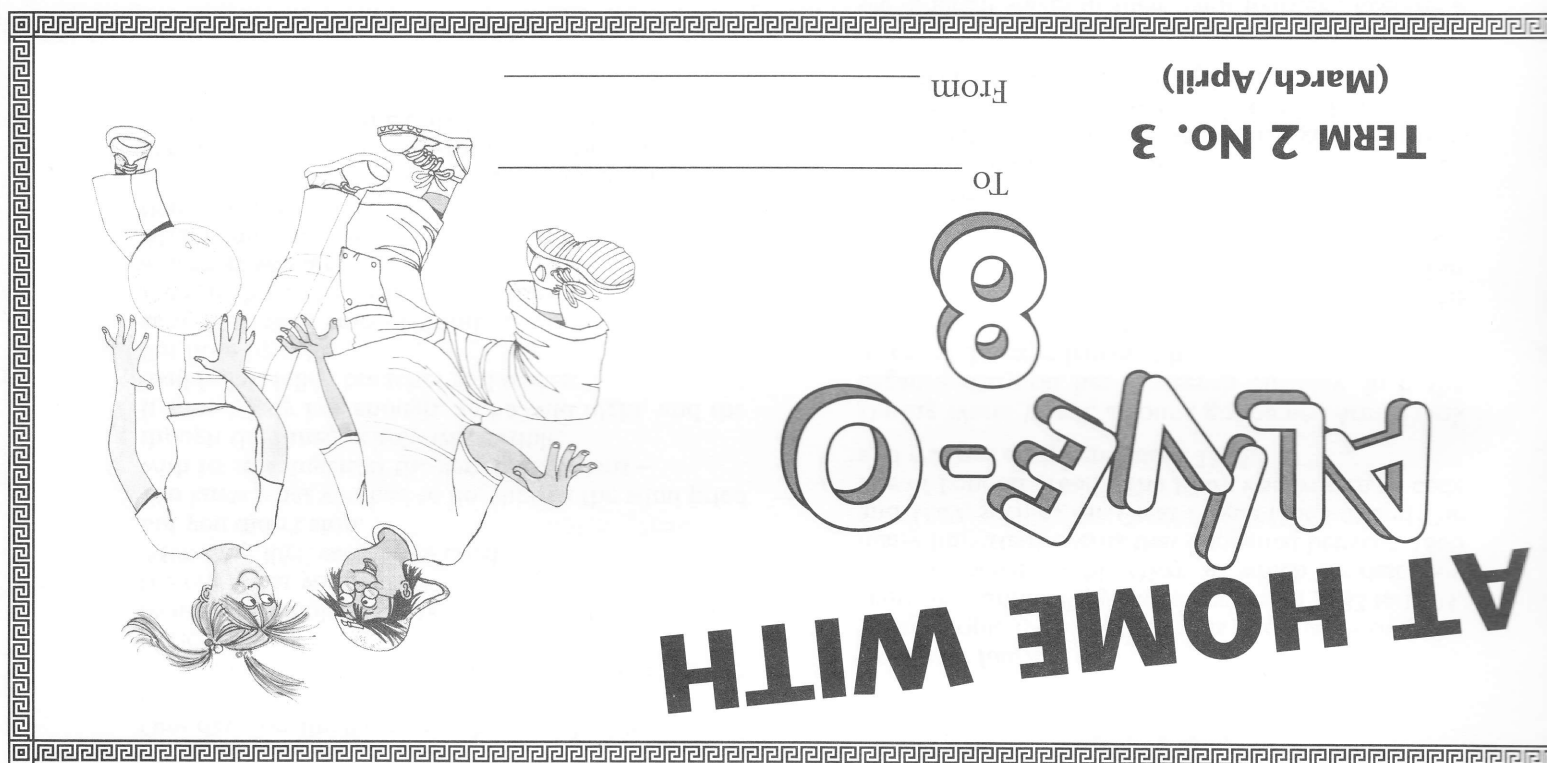 AT HOME WITH
ALIVE-O
8
TERM 2 No. 3
(March/April)
To
From